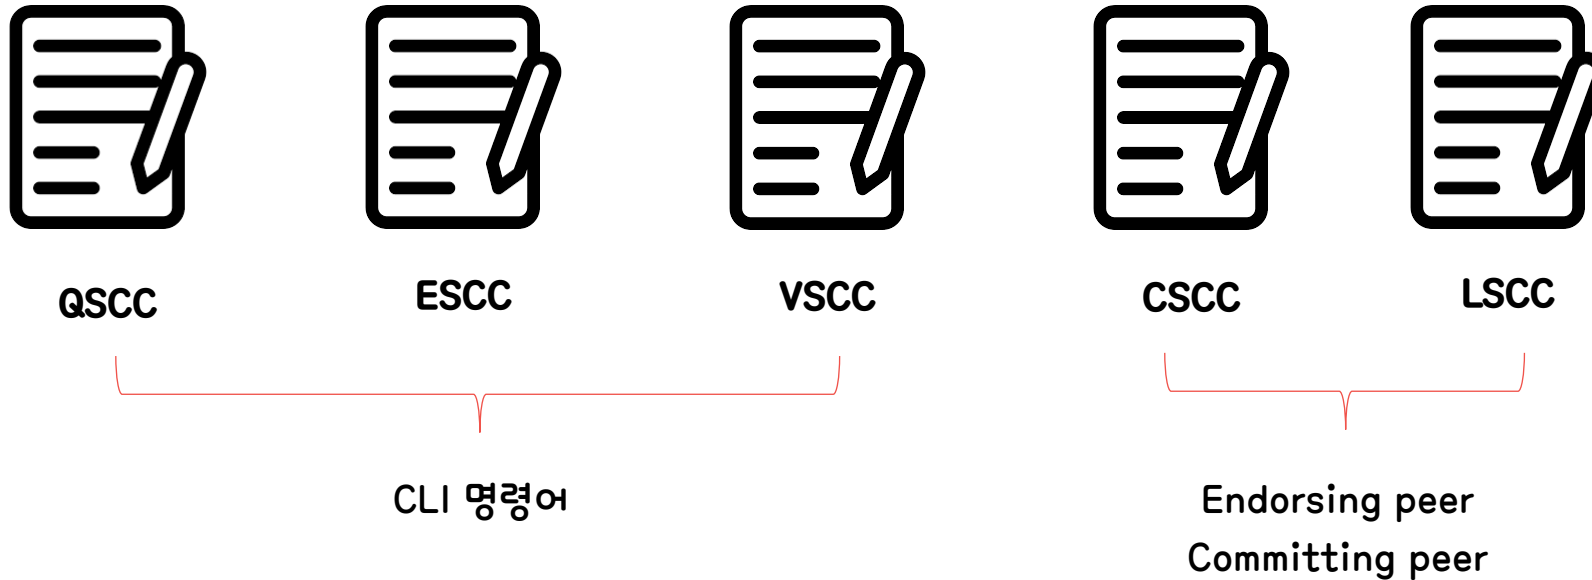 QSCC
ESCC
VSCC
CSCC
LSCC
CLI 명령어
Endorsing peer
Committing peer